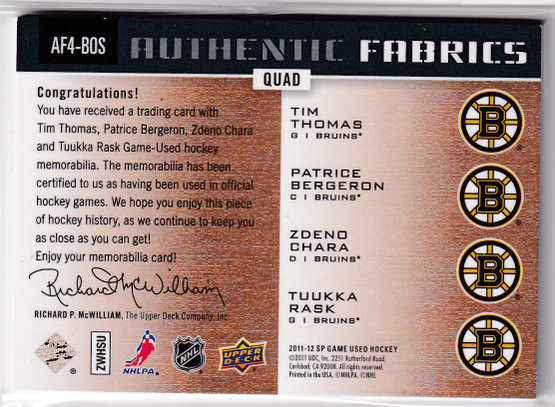 AF4-BOS AUTHENTIC FABRICS
QUAD
Congratulations!
You have received a trading card with
Tim Thomas, Patrice Bergeron, Zdeno Chara
and Tuukka Rask Game-Used hockey
memorabilia. The memorabilia has been
certified to us as having been used in official
hockey games. We hope you enjoy this piece
of hockey history, as we continue to keep you
as close as you can get!
Enjoy your memorabilia card!
Richard McWilliam
RICHARD P. McWILLIAM, The Upper Deck Company, Inc.
ZWHSU
NHLPA.
NHL
UPPER
DECK
TIM
THOMAS
G | BRUINS®
B
PATRICE
BERGERON
C | BRUINS®
B
ZDENO
CHARA
D | BRUINS®
B
TUUKKA
RASK
G | BRUINS®
B
2011-12 SP GAME USED HOCKEY
©2011 UDC, Inc. 2251 Rutherford Road,
Carlsbad, CA 92008. All rights reserved.
Printed in the USA. ©NHLPA, ©NHL